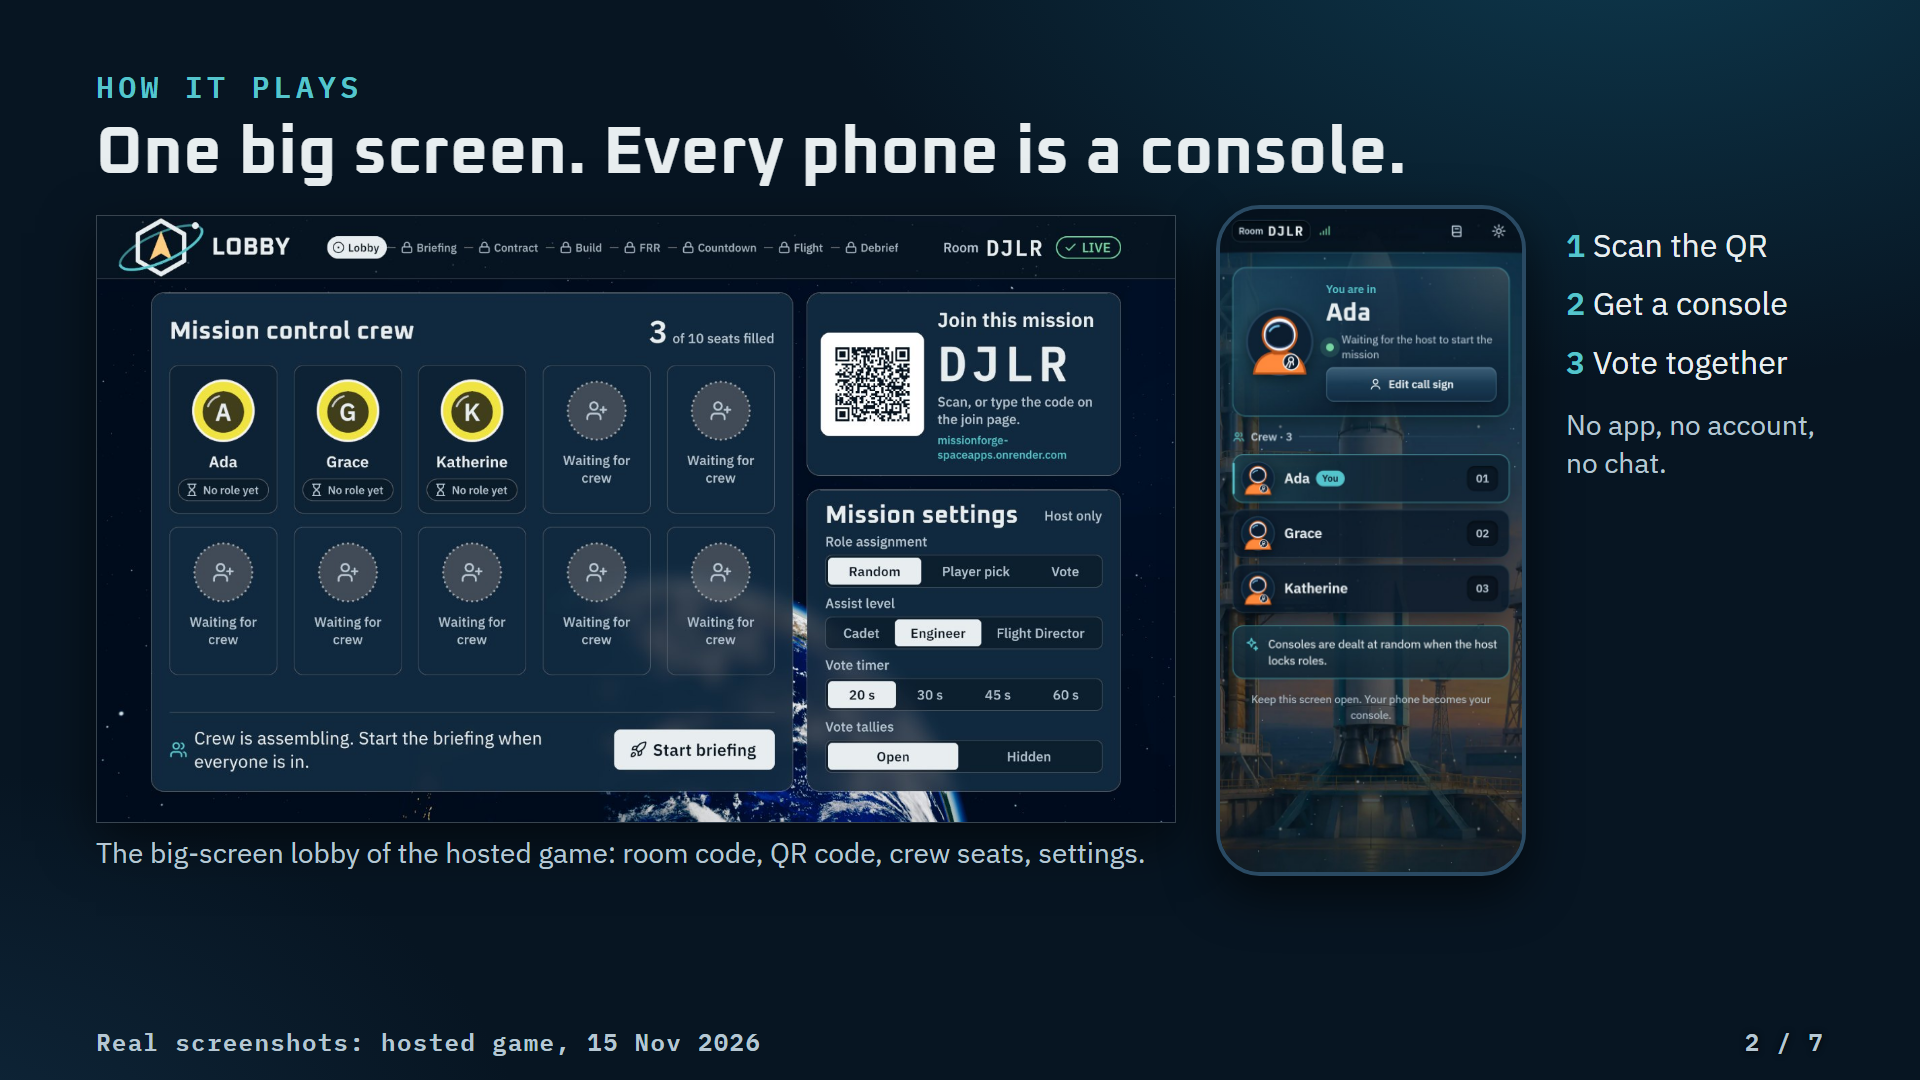 HOW IT PLAYS
One big screen. Every phone is a console.
LOBBY
Lobby
Briefing
Contract
Build
FRR
Countdown
Flight
Debrief
Room DJLR
LIVE
Mission control crew
3 of 10 seats filled
A
Ada
No role yet
G
Grace
No role yet
K
Katherine
No role yet
Waiting for
crew
Waiting for
crew
Waiting for
crew
Waiting for
crew
Waiting for
crew
Waiting for
crew
Waiting for
crew
Crew is assembling. Start the briefing when
everyone is in.
Start briefing
Join this mission
DJLR
Scan, or type the code on
the join page.
missionforge-
spaceapps.onrender.com
Mission settings
Host only
Role assignment
Random
Player pick
Vote
Assist level
Cadet
Engineer
Flight Director
Vote timer
20 s
30 s
45 s
60 s
Vote tallies
Open
Hidden
The big-screen lobby of the hosted game: room code, QR code, crew seats, settings.
Room DJLR
You are in
Ada
Waiting for the host to start the
mission
Edit call sign
Crew · 3
Ada
You
01
Grace
02
Katherine
03
Consoles are dealt at random when the host
locks roles.
Keep this screen open. Your phone becomes your
console.
1 Scan the QR
2 Get a console
3 Vote together
No app, no account,
no chat.
Real screenshots: hosted game, 15 Nov 2026
2 / 7